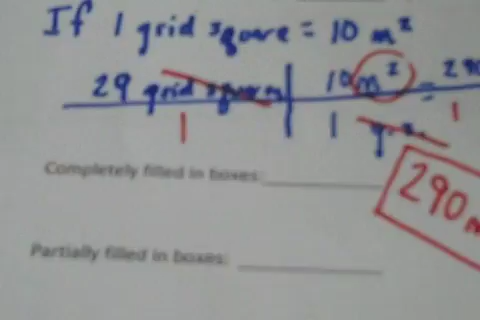 If 1 grid square = 10 m²
29 grid squares | 10 m² = 290
1 | 1 g.s. 1
Completely filled in boxes:
290 m
Partially filled in boxes: